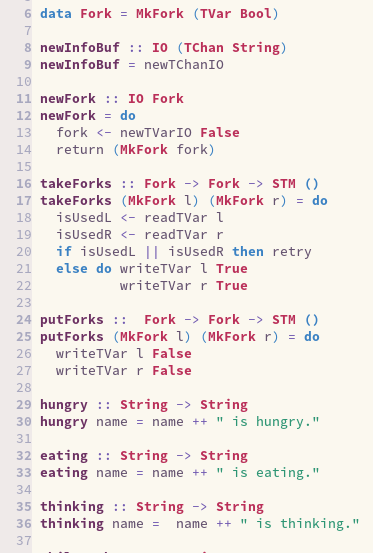 6 data Fork = MkFork (TVar Bool)
7
8 newInfoBuf :: IO (TChan String)
9 newInfoBuf = newTChanIO
10
11 newFork :: IO Fork
12 newFork = do
13   fork <- newTVarIO False
14   return (MkFork fork)
15
16 takeForks :: Fork -> Fork -> STM ()
17 takeForks (MkFork l) (MkFork r) = do
18   isUsedL <- readTVar l
19   isUsedR <- readTVar r
20   if isUsedL || isUsedR then retry
21   else do writeTVar l True
22           writeTVar r True
23
24 putForks ::  Fork -> Fork -> STM ()
25 putForks (MkFork l) (MkFork r) = do
26   writeTVar l False
27   writeTVar r False
28
29 hungry :: String -> String
30 hungry name = name ++ " is hungry."
31
32 eating :: String -> String
33 eating name = name ++ " is eating."
34
35 thinking :: String -> String
36 thinking name =  name ++ " is thinking."
37